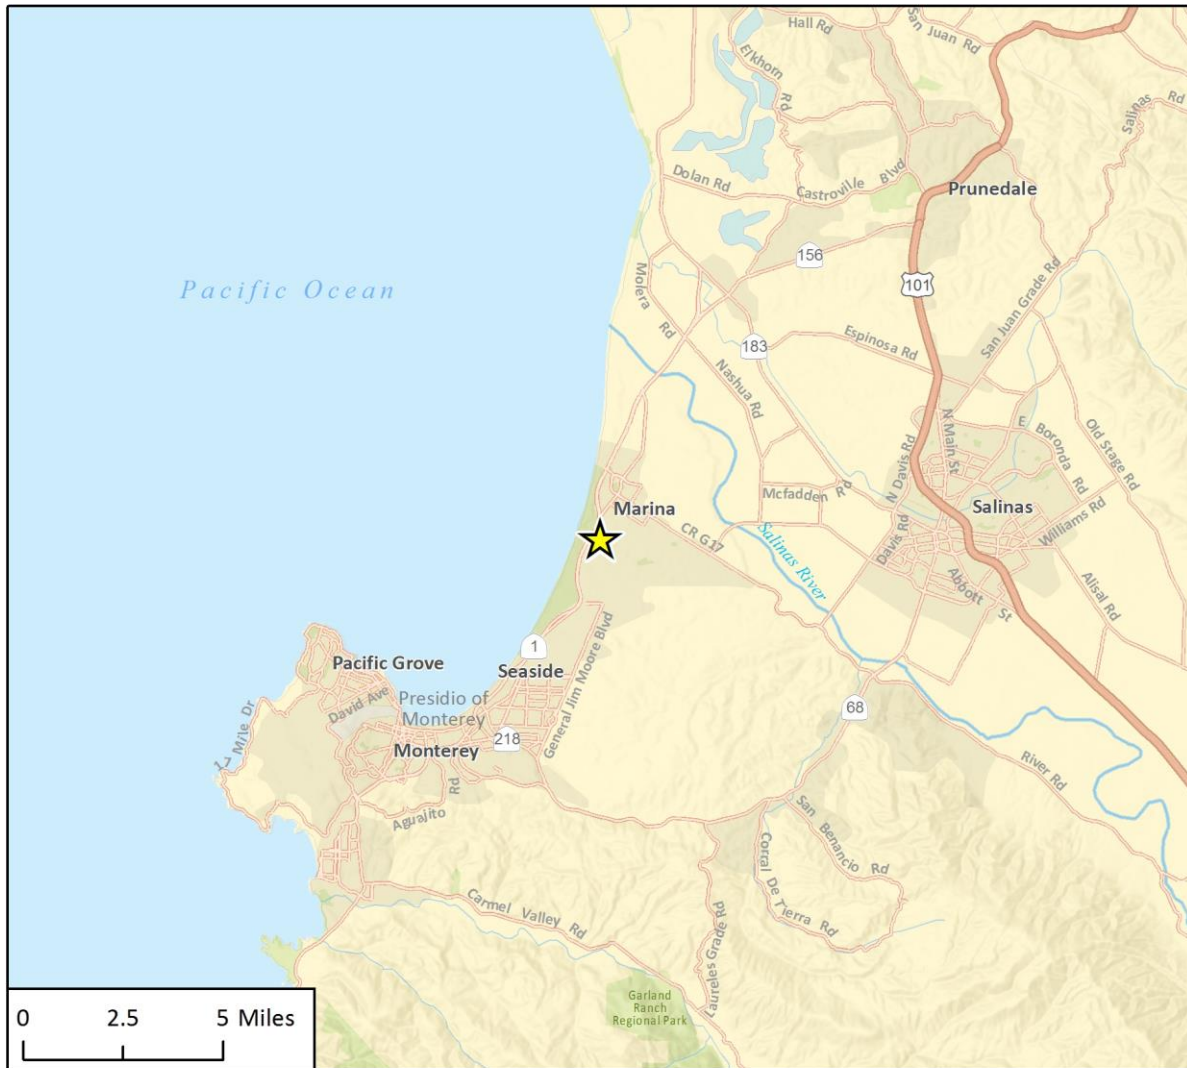 Hall Rd
San Juan Rd
Elkhorn Rd
Salinas Rd
Dolan Rd
Castroville Blvd
Prunedale
156
Molera Rd
Pacific Ocean
101
San Juan Grade Rd
183
Espinosa Rd
Nashua Rd
N Main St
E Boronda Rd
Old Stage Rd
N Davis Rd
Mcfadden Rd
Marina
Salinas
Williams Rd
CR G17
Salinas River
Davis Rd
Abbott St
Alisal Rd
1
General Jim Moore Blvd
Pacific Grove
Seaside
David Ave
Presidio of
Monterey
17 Mile Dr
218
Monterey
68
River Rd
Aguajito Rd
San Benancio Rd
Corral De Tierra Rd
Carmel Valley Rd
Laureles Grade Rd
Garland
Ranch
Regional Park
0 2.5 5 Miles